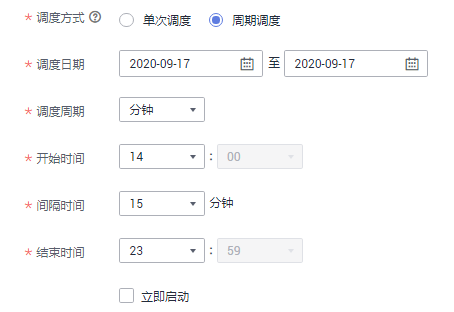 * 调度方式 ? 单次调度 周期调度
* 调度日期 2020-09-17 至 2020-09-17
* 调度周期 分钟
* 开始时间 14 : 00
* 间隔时间 15 分钟
* 结束时间 23 : 59
立即启动